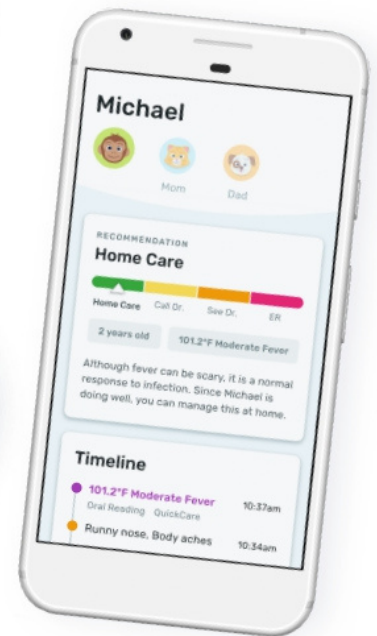 Michael
Mom Dad
RECOMMENDATION
Home Care
Home Care Call Dr. See Dr. ER
2 years old 101.2°F Moderate Fever
Although fever can be scary, it is a normal
response to infection. Since Michael is
doing well, you can manage this at home.
Timeline
101.2°F Moderate Fever 10:37am
Oral Reading QuickCare
Runny nose, Body aches 10:34am